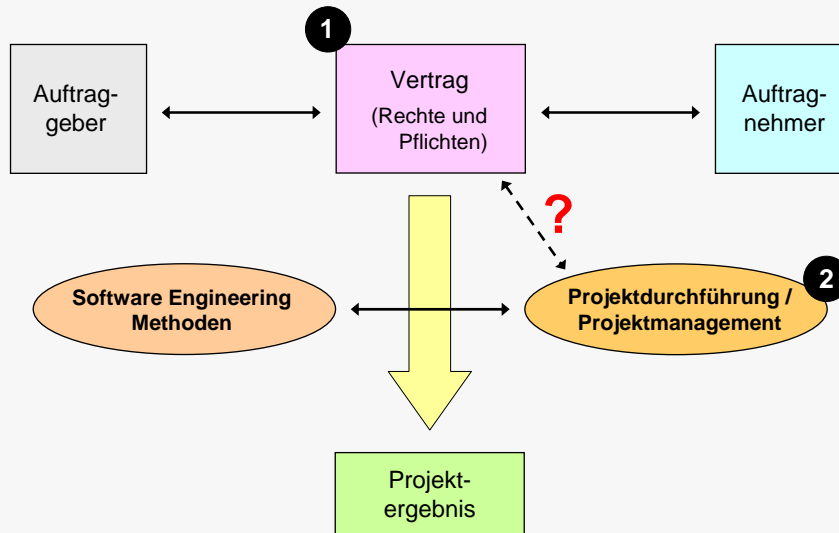 1
Auftrag-
geber
Vertrag
(Rechte und
Pflichten)
Auftrag-
nehmer
?
Software Engineering
Methoden
2
Projektdurchführung /
Projektmanagement
Projekt-
ergebnis